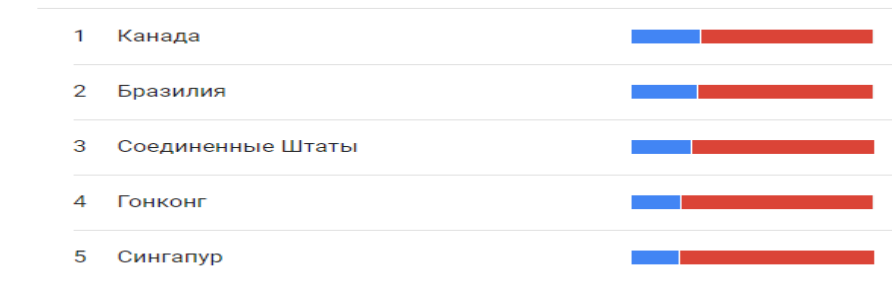 1 Канада
2 Бразилия
3 Соединенные Штаты
4 Гонконг
5 Сингапур